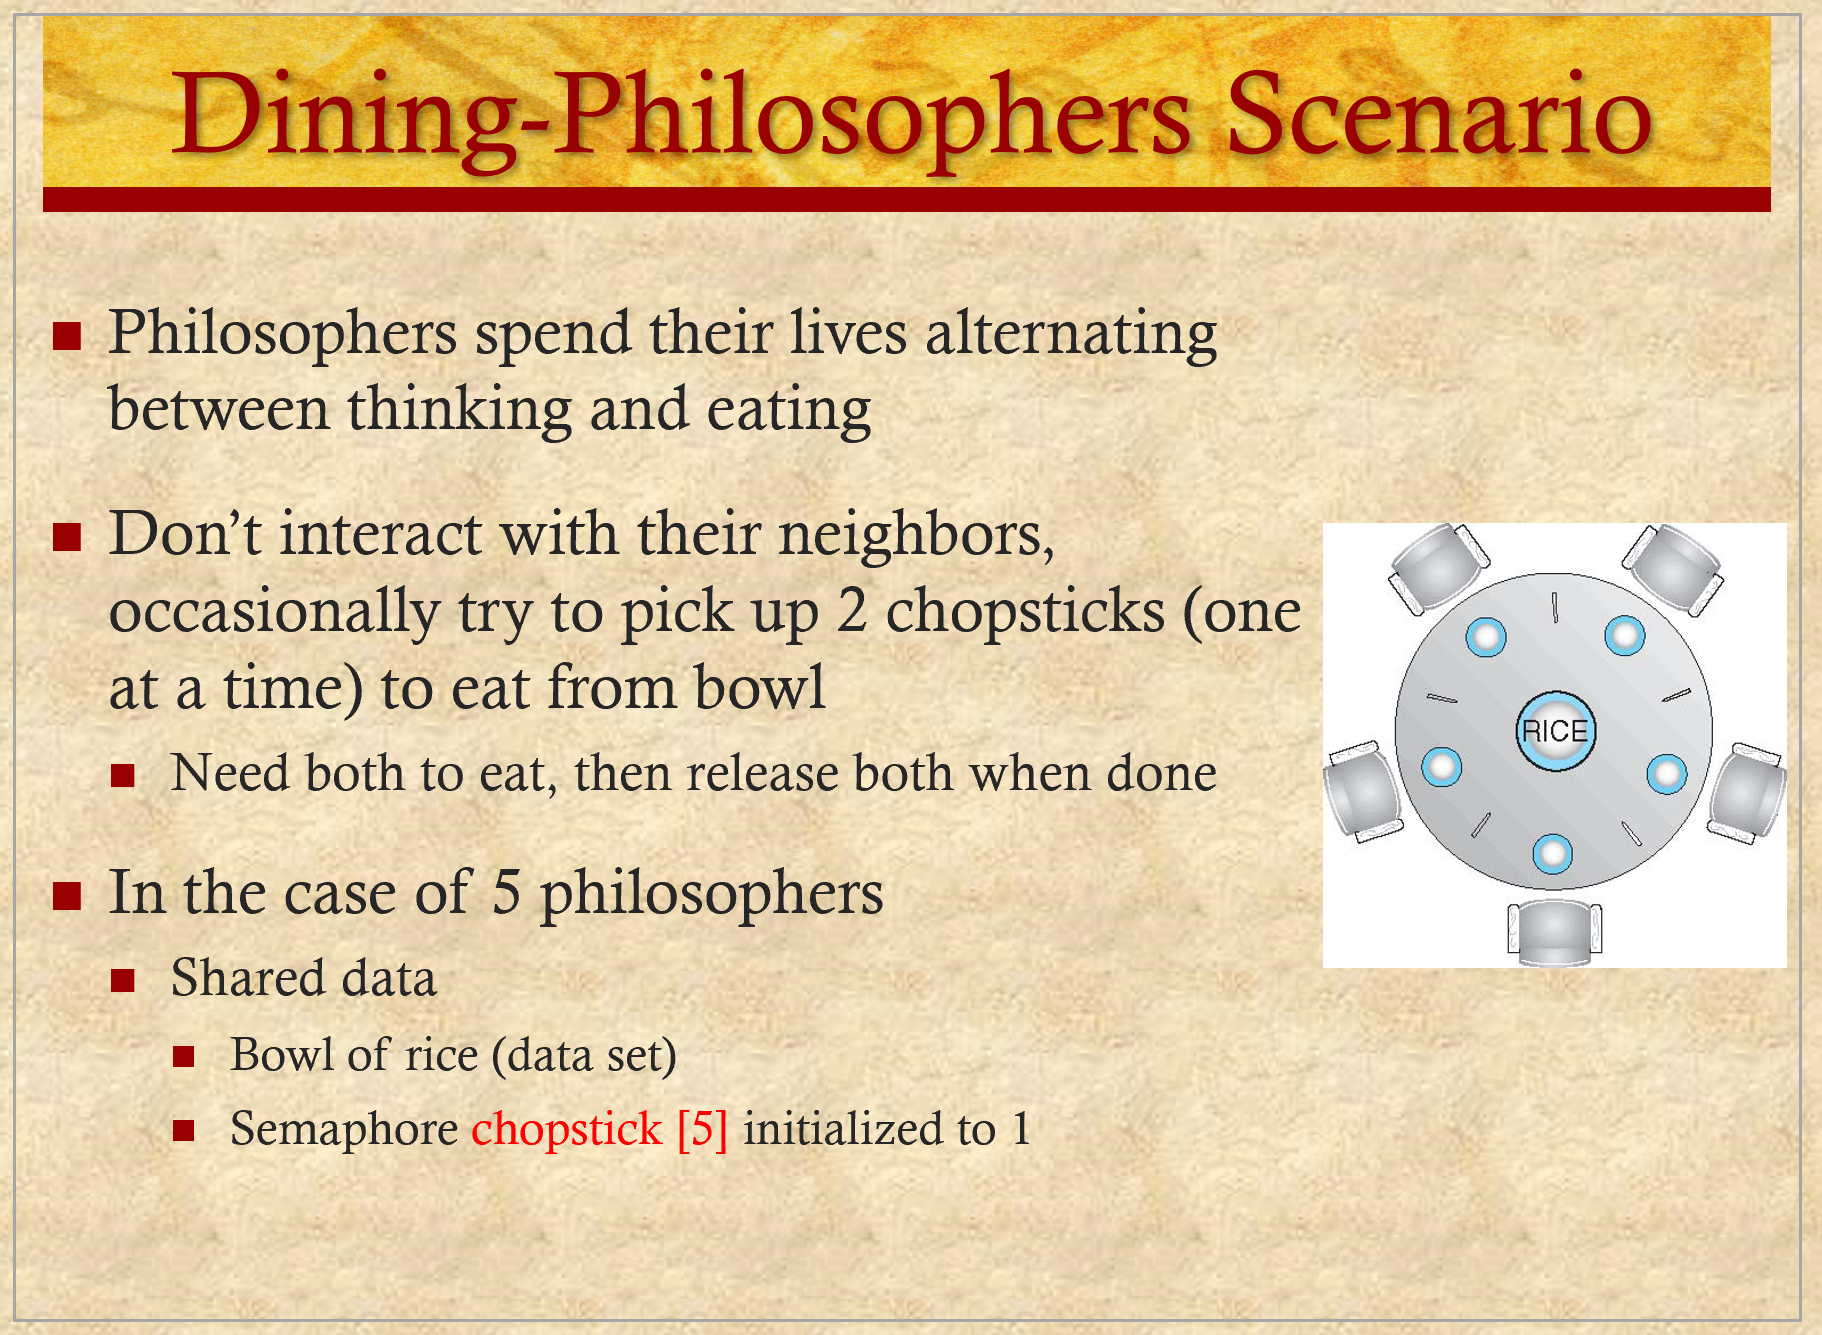 Dining-Philosophers Scenario
Philosophers spend their lives alternating
between thinking and eating
Don’t interact with their neighbors,
occasionally try to pick up 2 chopsticks (one
at a time) to eat from bowl
Need both to eat, then release both when done
In the case of 5 philosophers
Shared data
Bowl of rice (data set)
Semaphore chopstick [5] initialized to 1
RICE